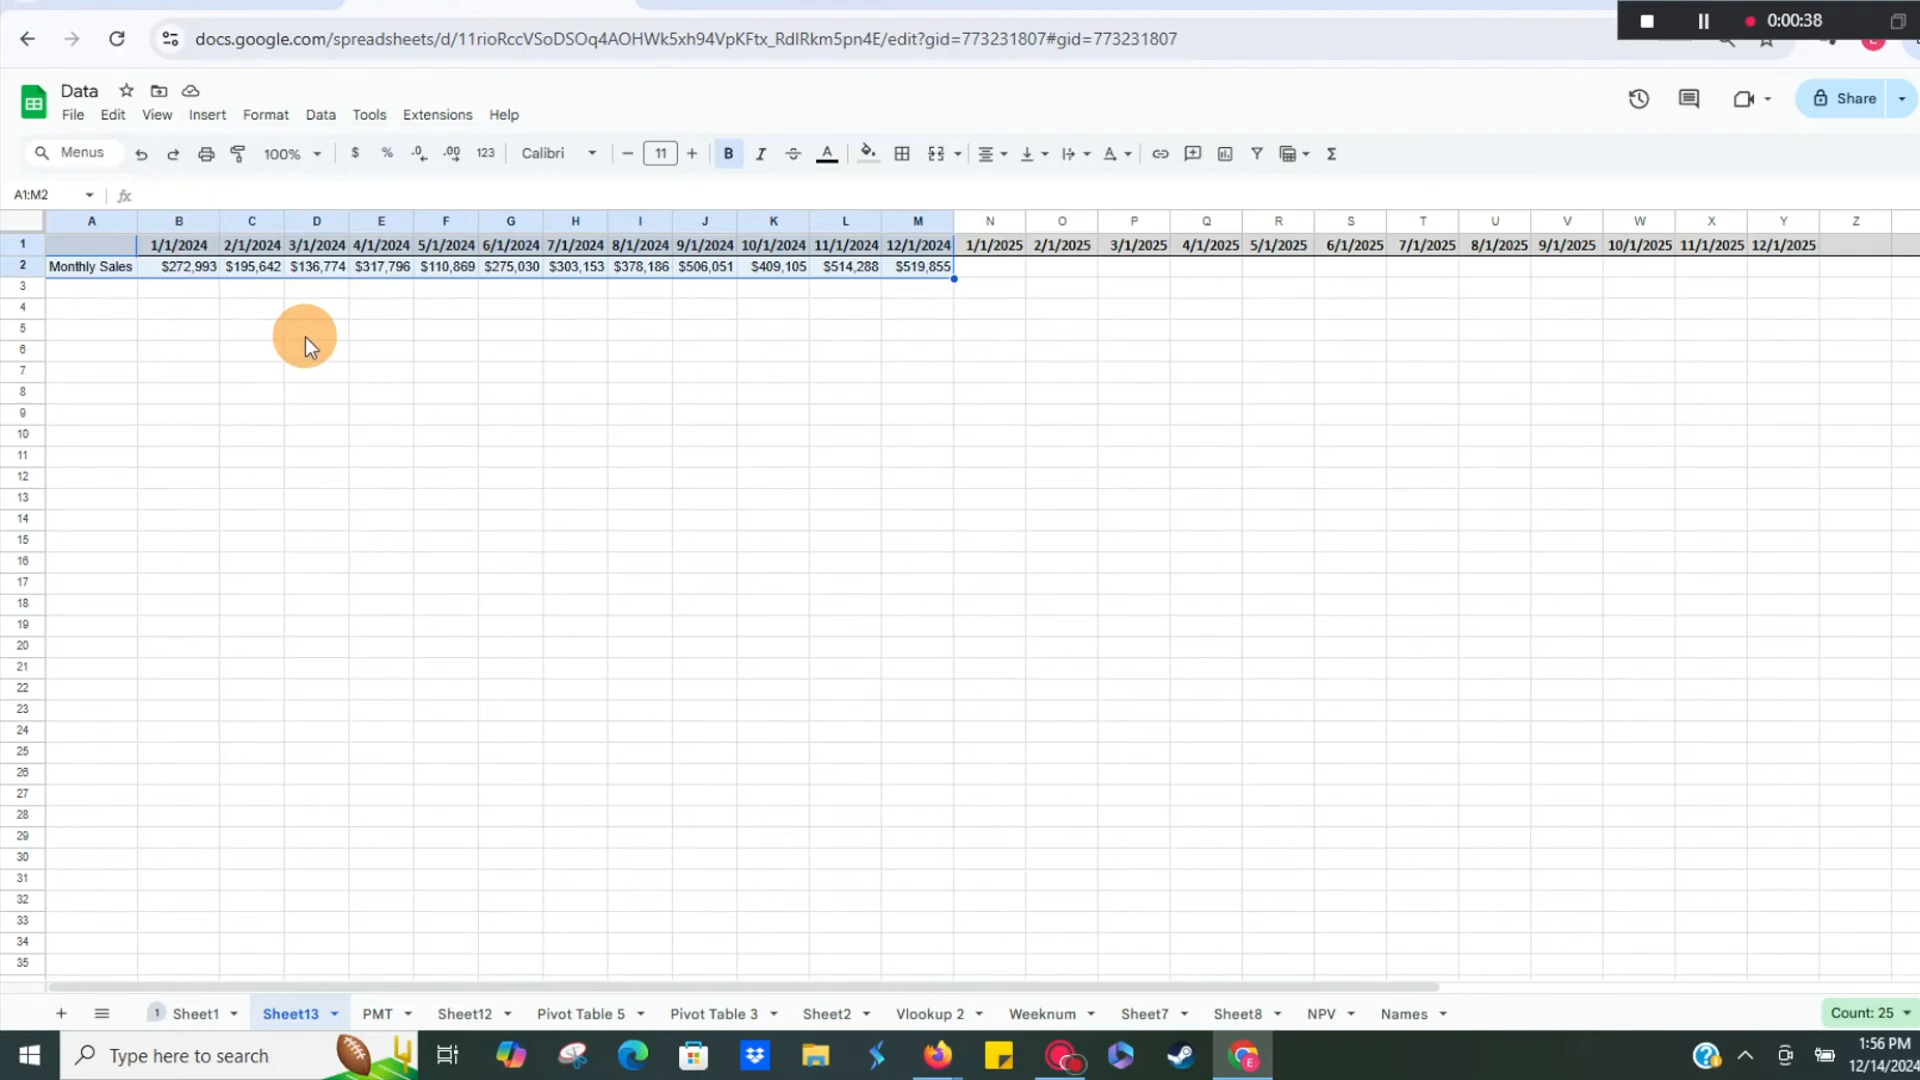 0:00:38
docs.google.com/spreadsheets/d/11rioRccVSoDSOq4AOHWk5xh94VpKFtx_RdlRkm5pn4E/edit?gid=773231807#gid=773231807
Data
File Edit View Insert Format Data Tools Extensions Help
Share
Menus 100% $ % .0 .00 123 Calibri 11 B I A A Σ
A1:M2 fx
A B C D E F G H I J K L M N O P Q R S T U V W X Y Z
1 1/1/2024 2/1/2024 3/1/2024 4/1/2024 5/1/2024 6/1/2024 7/1/2024 8/1/2024 9/1/2024 10/1/2024 11/1/2024 12/1/2024 1/1/2025 2/1/2025 3/1/2025 4/1/2025 5/1/2025 6/1/2025 7/1/2025 8/1/2025 9/1/2025 10/1/2025 11/1/2025 12/1/2025
2 Monthly Sales $272,993 $195,642 $136,774 $317,796 $110,869 $275,030 $303,153 $378,186 $506,051 $409,105 $514,288 $519,855
3
4
5
6
7
8
9
10
11
12
13
14
15
16
17
18
19
20
21
22
23
24
25
26
27
28
29
30
31
32
33
34
35
+ 1 Sheet1 Sheet13 PMT Sheet12 Pivot Table 5 Pivot Table 3 Sheet2 Vlookup 2 Weeknum Sheet7 Sheet8 NPV Names Count: 25
Type here to search
1:56 PM
12/14/2024